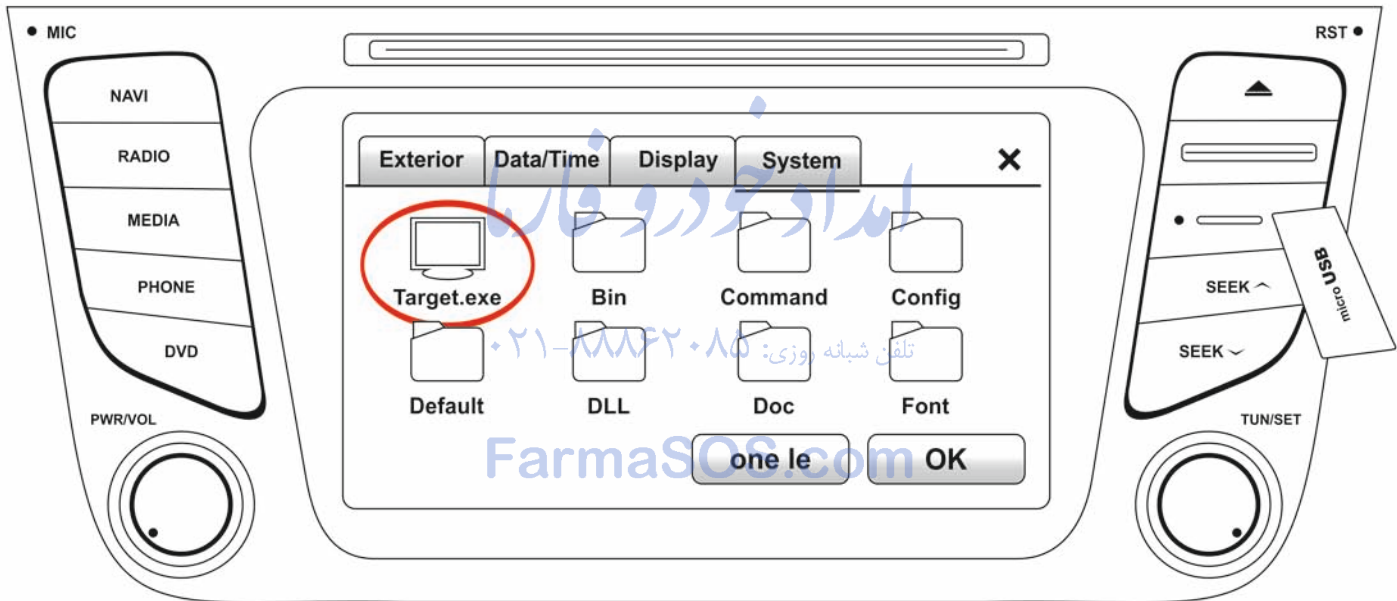 MIC
RST
NAVI
RADIO
MEDIA
PHONE
DVD
PWR/VOL
Exterior Data/Time Display System
امداد خودرو فارما
Target.exe Bin Command Config
تلفن شبانه روزی: ۸۸۸۶۲۰۸۵-۰۲۱
Default DLL Doc Font
FarmaSOS.com
one le OK
SEEK
SEEK
micro USB
TUN/SET